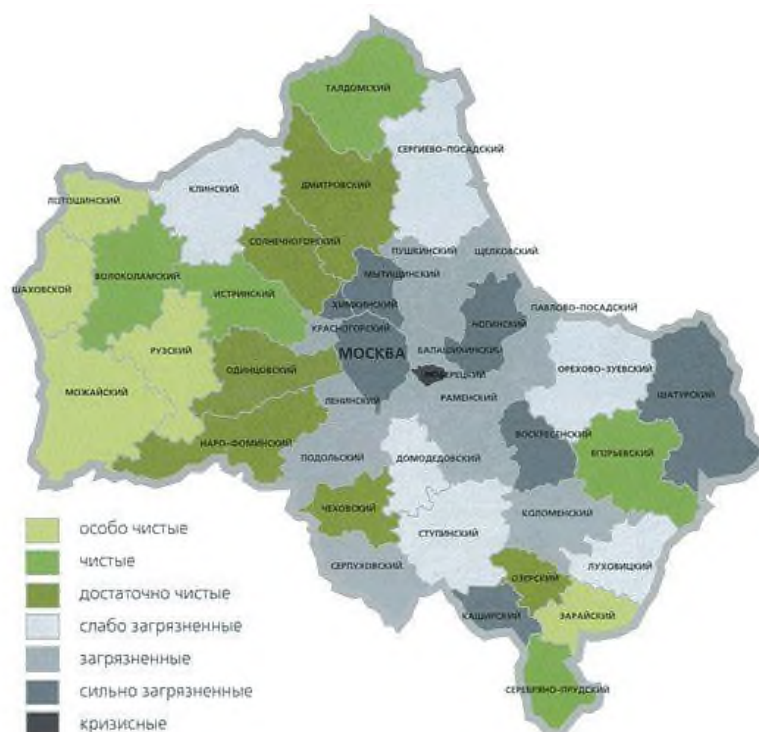 ТАЛДОМСКИЙ
СЕРГИЕВО-ПОСАДСКИЙ
КЛИНСКИЙ
ДМИТРОВСКИЙ
ЛОТОШИНСКИЙ
СОЛНЕЧНОГОРСКИЙ
ПУШКИНСКИЙ
ЩЕЛКОВСКИЙ
ВОЛОКОЛАМСКИЙ
МЫТИЩИНСКИЙ
ШАХОВСКОЙ
ИСТРИНСКИЙ
ХИМКИНСКИЙ
ПАВЛОВО-ПОСАДСКИЙ
КРАСНОГОРСКИЙ
НОГИНСКИЙ
РУЗСКИЙ
МОСКВА
БАЛАШИХИНСКИЙ
ОДИНЦОВСКИЙ
ОРЕХОВО-ЗУЕВСКИЙ
МОЖАЙСКИЙ
ШАТУРСКИЙ
ЛЕНИНСКИЙ
РАМЕНСКИЙ
ВОСКРЕСЕНСКИЙ
НАРО-ФОМИНСКИЙ
ЕГОРЬЕВСКИЙ
ПОДОЛЬСКИЙ
ДОМОДЕДОВСКИЙ
ЧЕХОВСКИЙ
КОЛОМЕНСКИЙ
СТУПИНСКИЙ
СЕРПУХОВСКИЙ
ЛУХОВИЦКИЙ
ОЗЕРСКИЙ
КАШИРСКИЙ
ЗАРАЙСКИЙ
СЕРЕБРЯНО-ПРУДСКИЙ
особо чистые
чистые
достаточно чистые
слабо загрязненные
загрязненные
сильно загрязненные
кризисные